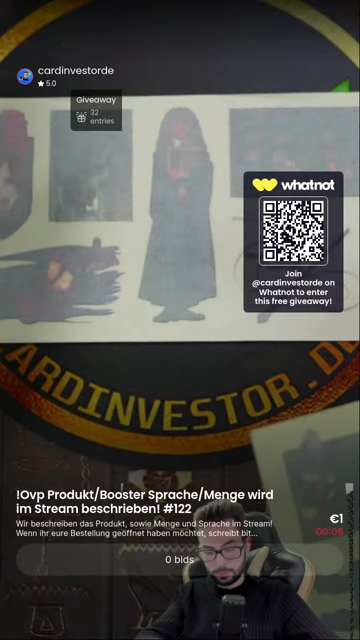 cardinvestorde
★ 5.0
Giveaway
32
entries
whatnot
Join
@cardinvestorde on
Whatnot to enter
this free giveaway!
CARDINVESTOR.DE
!Ovp Produkt/Booster Sprache/Menge wird
im Stream beschrieben! #122
Wir beschreiben das Produkt, sowie Menge und Sprache im Stream!
Wenn ihr eure Bestellung geöffnet haben möchtet, schreibt bit...
€1
00:06
0 bids